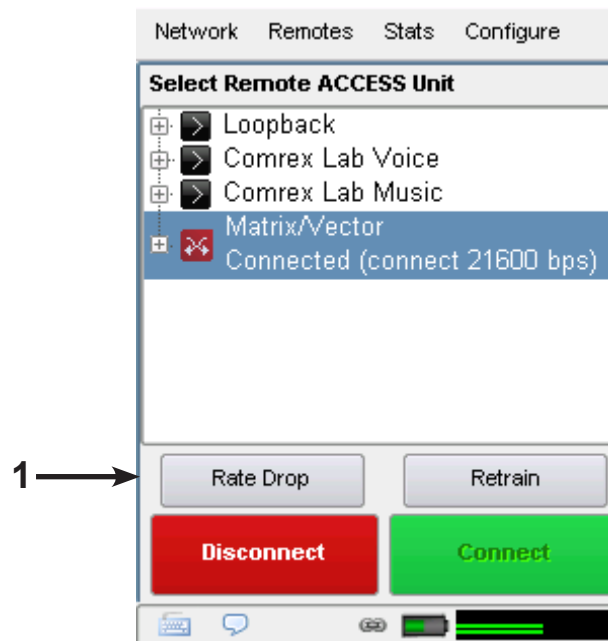 Network Remotes Stats Configure
Select Remote ACCESS Unit
Loopback
Comrex Lab Voice
Comrex Lab Music
Matrix/Vector
Connected (connect 21600 bps)
1
Rate Drop Retrain
Disconnect Connect